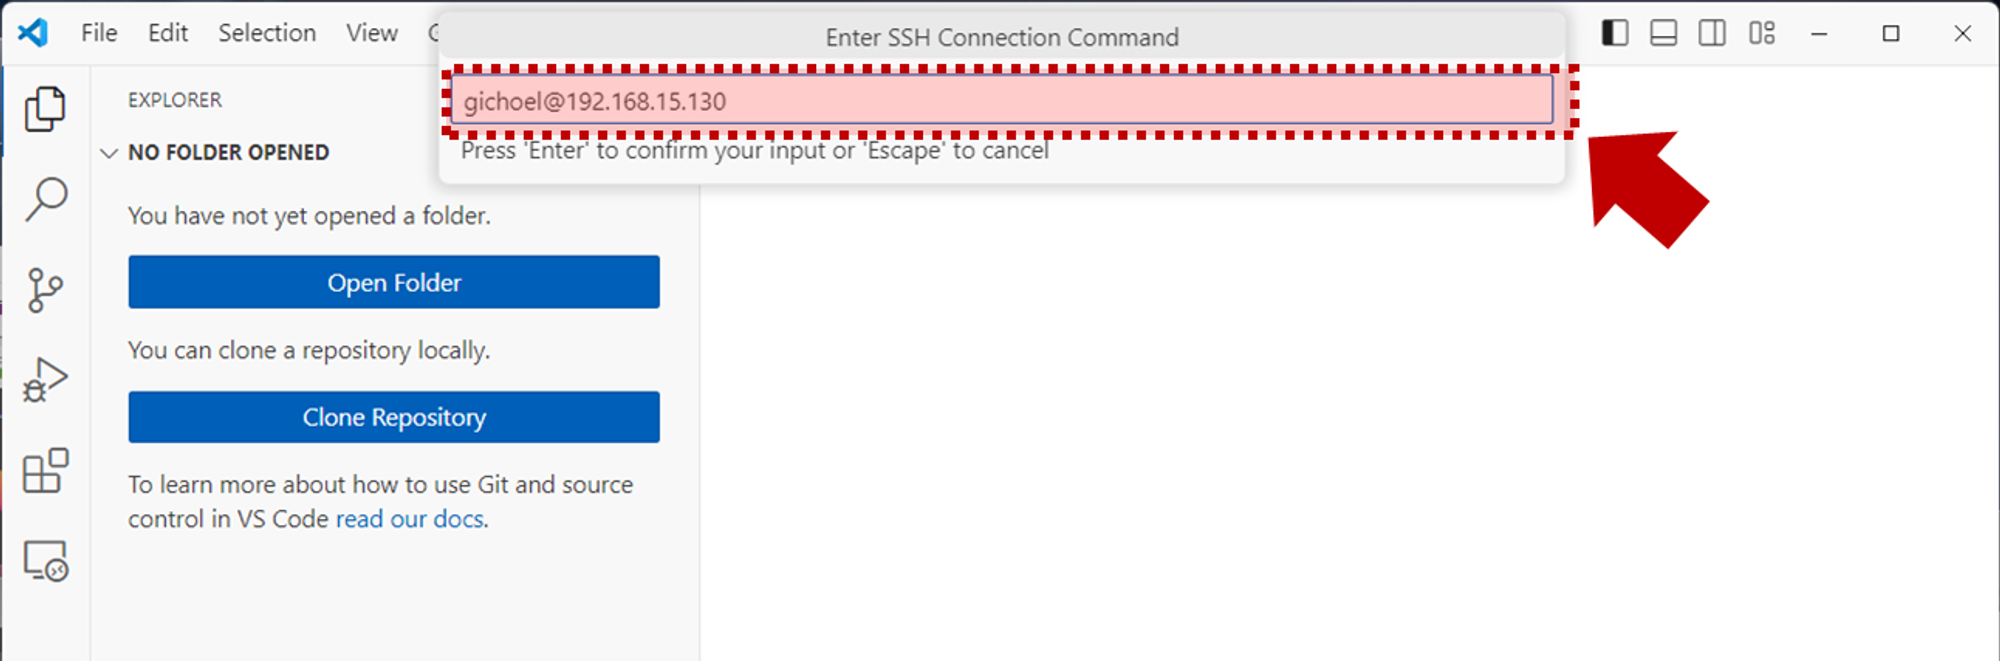 File Edit Selection View
Enter SSH Connection Command
gichoel@192.168.15.130
Press 'Enter' to confirm your input or 'Escape' to cancel
EXPLORER
NO FOLDER OPENED
You have not yet opened a folder.
Open Folder
You can clone a repository locally.
Clone Repository
To learn more about how to use Git and source
control in VS Code read our docs.